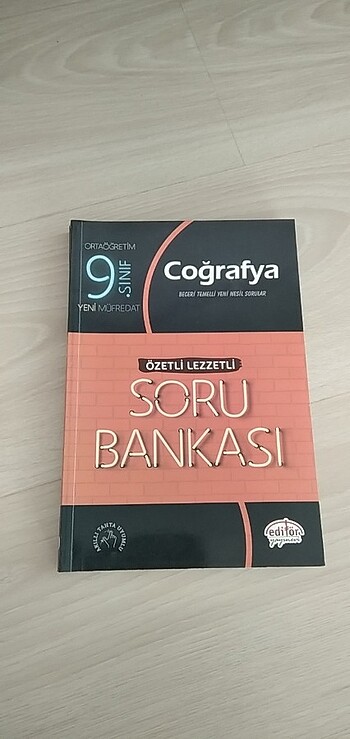 ORTAÖĞRETİM
9.SINIF
YENİ MÜFREDAT
Coğrafya
BECERİ TEMELLİ YENİ NESİL SORULAR
ÖZETLİ LEZZETLİ
SORU
BANKASI
AKILLI TAHTA UYUMLU
editör
yayınevi